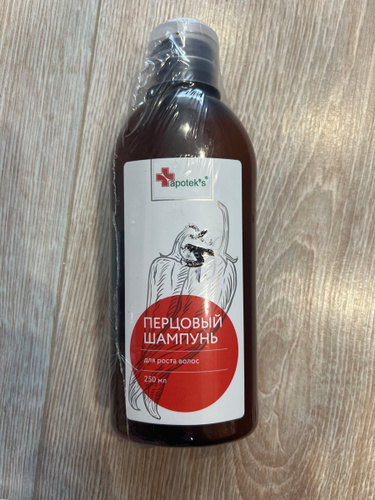 apotek's®
ПЕРЦОВЫЙ
ШАМПУНЬ
для роста волос
250 мл